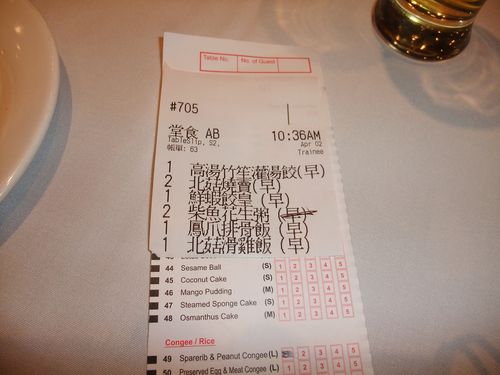 Table No. No. of Guest
#705
堂食 AB 10:36AM
TableSlip, S2, Apr 02
帳單: 63 Trainee
1 高湯竹笙灌湯餃(早)
2 北菇燒賣(早)
1 鮮蝦餃皇(早)
2 柴魚花生粥(早)
1 鳳爪排骨飯(早)
1 北菇滑雞飯(早)
44 Sesame Ball (S) 1 2 3 4 5
45 Coconut Cake (S) 1 2 3 4 5
46 Mango Pudding (M) 1 2 3 4 5
47 Steamed Sponge Cake (S) 1 2 3 4 5
48 Osmanthus Cake (M) 1 2 3 4 5
Congee / Rice
49 Sparerib & Peanut Congee (L) 2 3 4 5
50 Preserved Egg & Meat Congee (L) 1 2 3 4 5